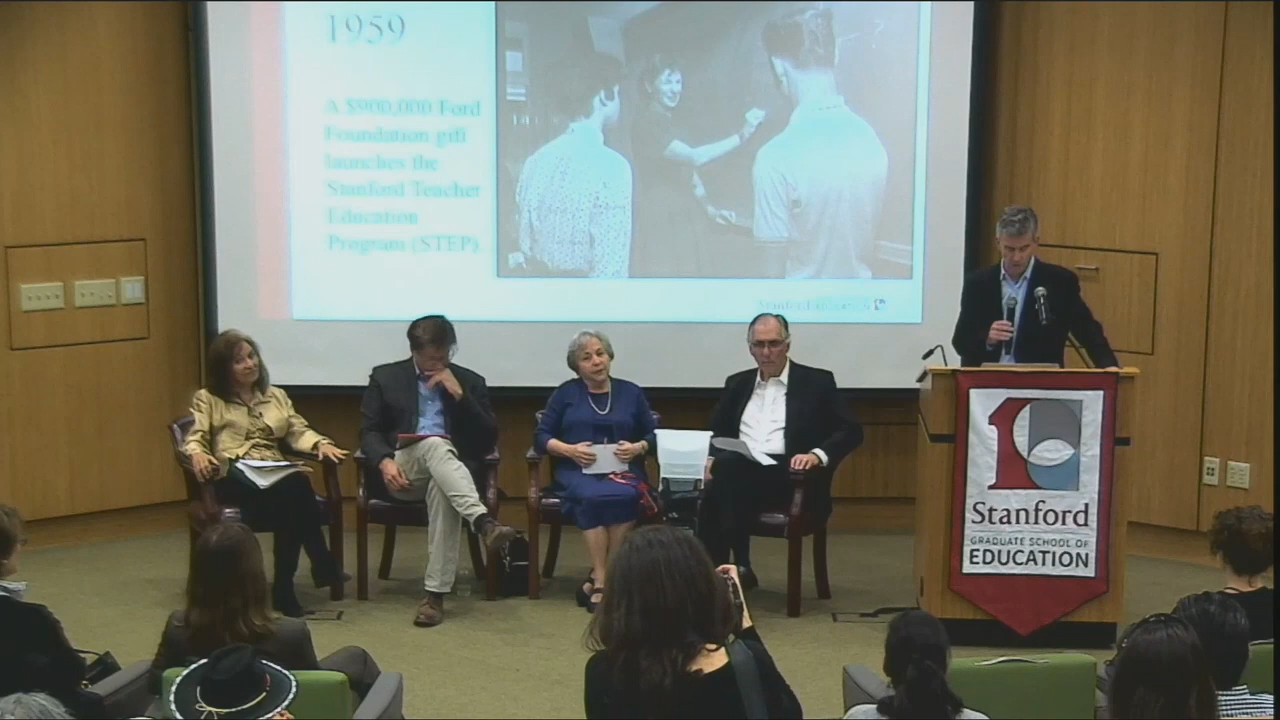 1959
A $900,000 Ford
Foundation gift
launches the
Stanford Teacher
Education
Program (STEP)
Stanford
GRADUATE SCHOOL OF
EDUCATION